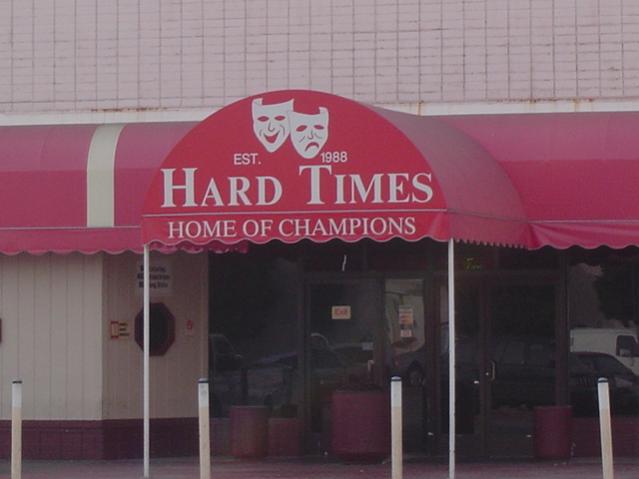 EST. 1988
HARD TIMES
HOME OF CHAMPIONS
Exit